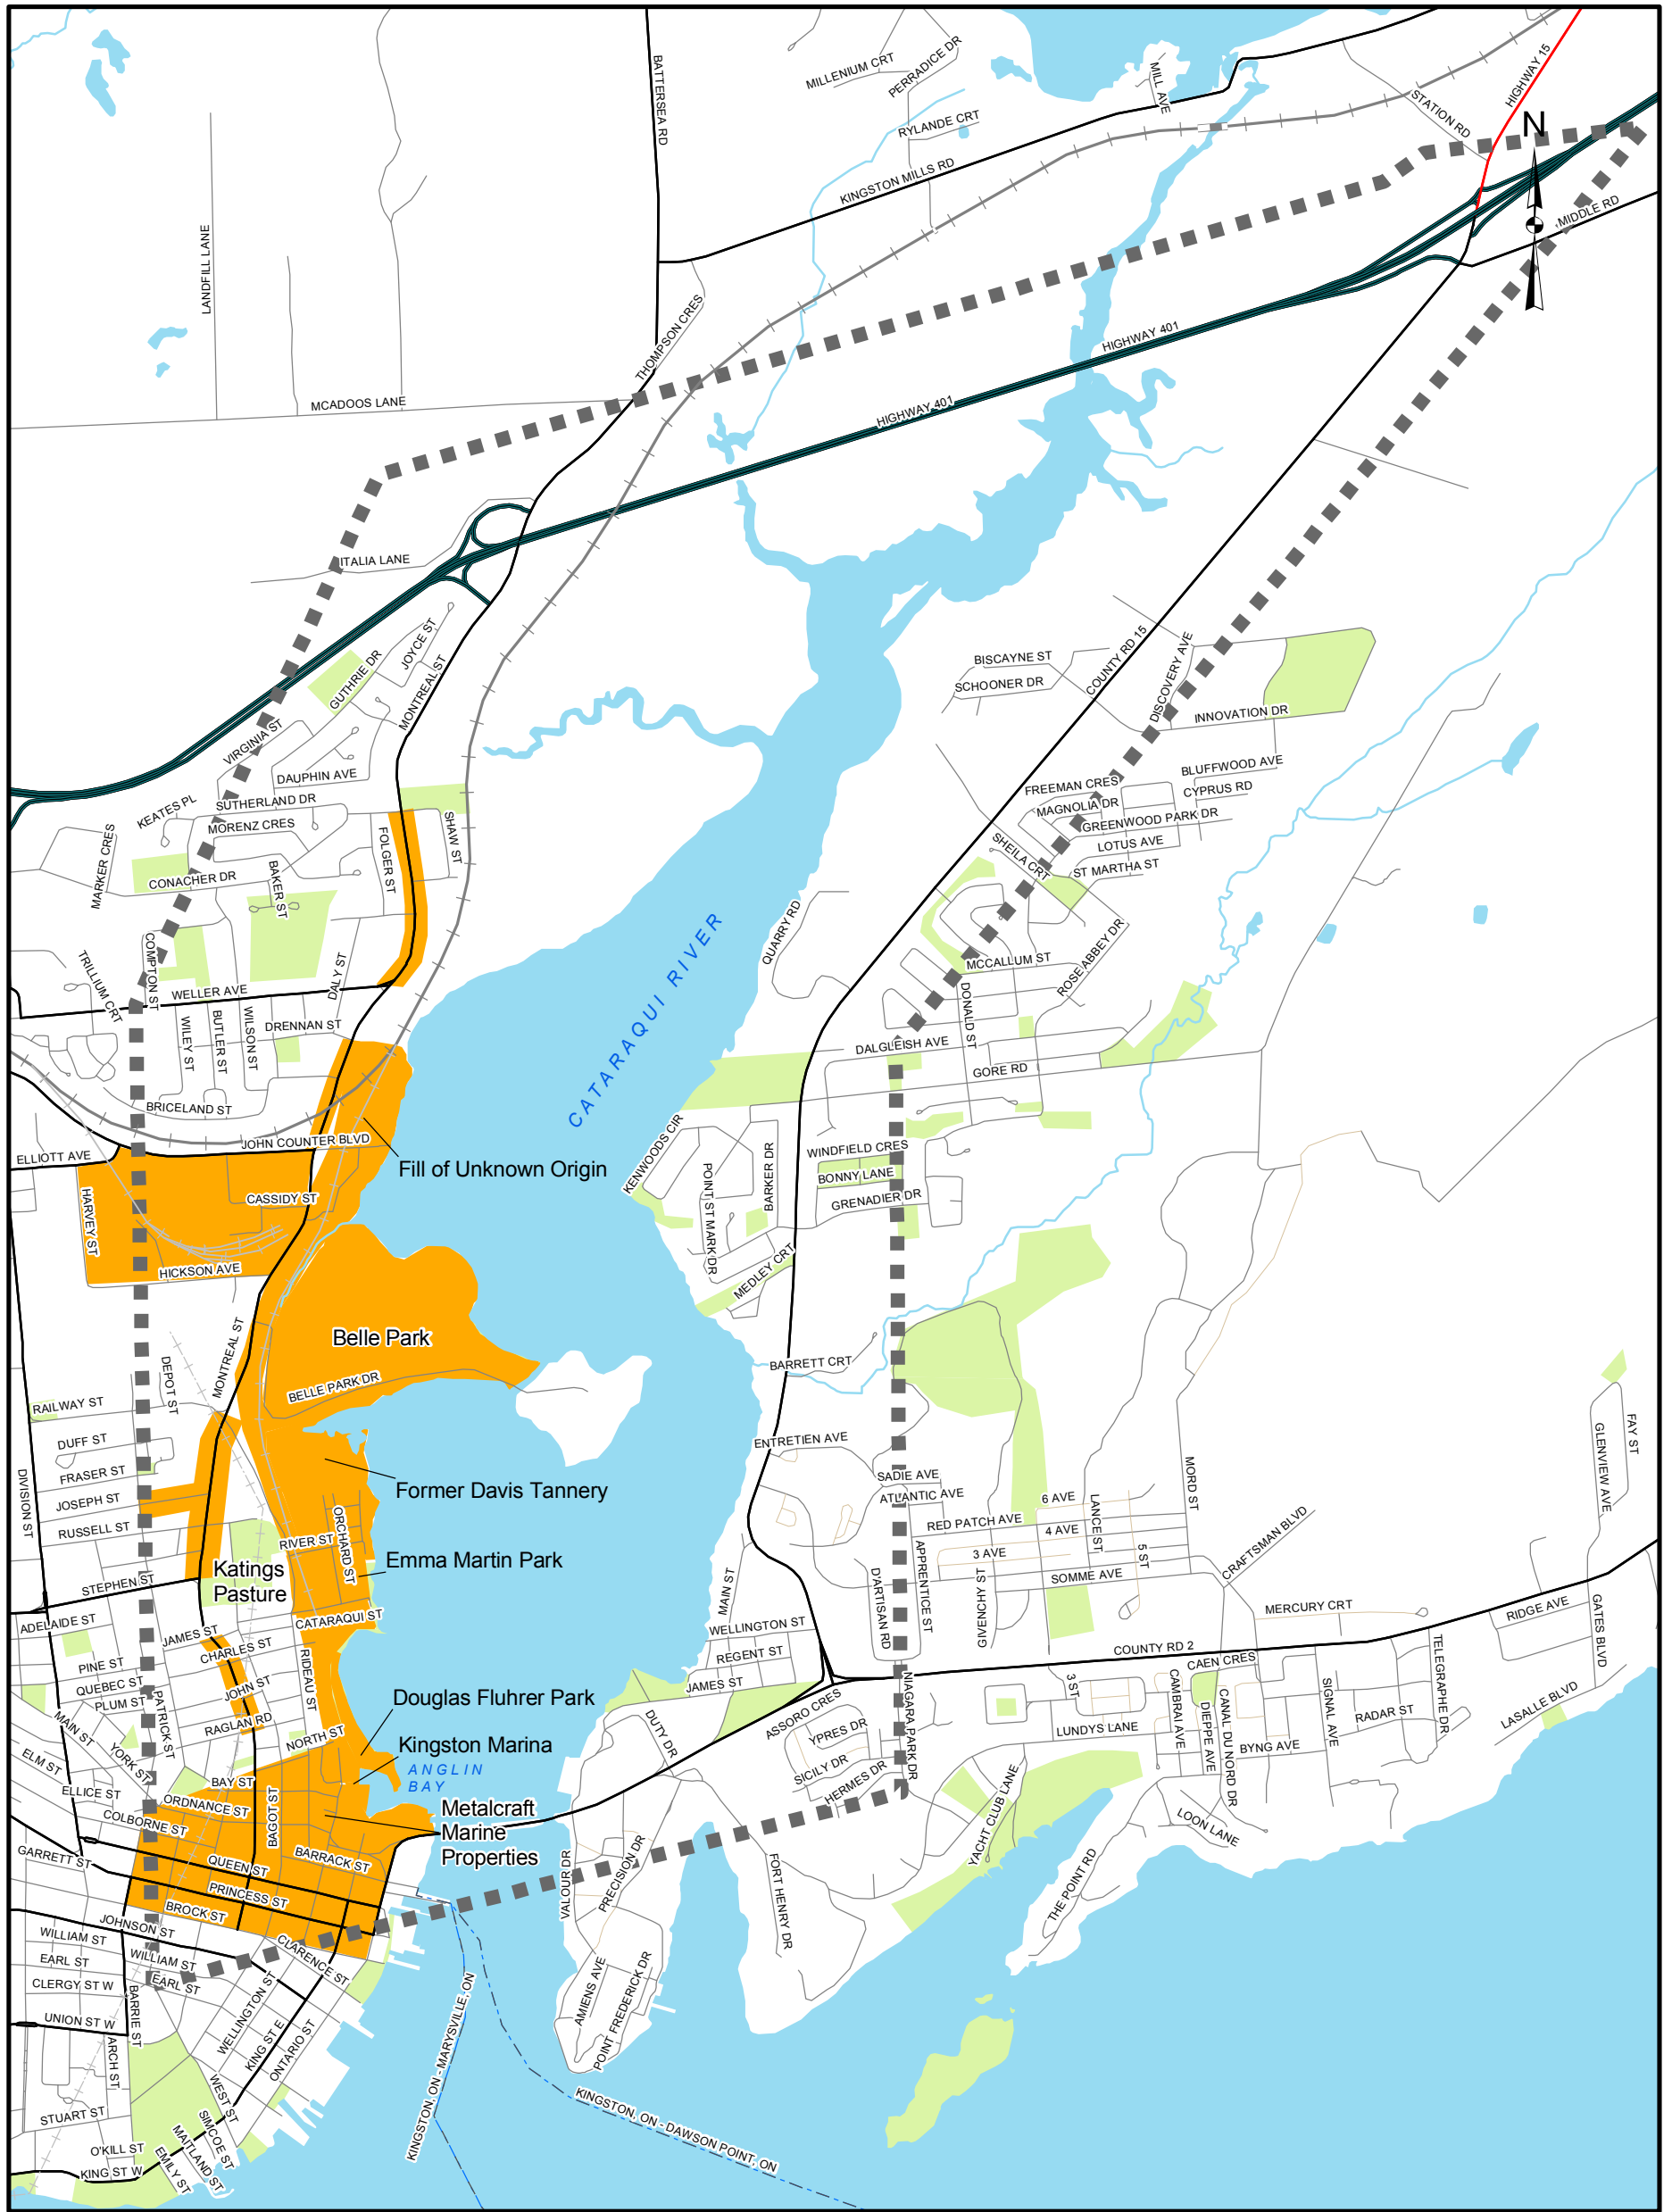 BATTERSEA RD
MILLENIUM CRT
PERRADICE DR
MILL AVE
HIGHWAY 15
STATION RD
N
RYLANDE CRT
KINGSTON MILLS RD
MIDDLE RD
LANDFILL LANE
THOMPSON CRES
HIGHWAY 401
HIGHWAY 401
MCADOOS LANE
ITALIA LANE
JOYCE ST
GUTHRIE DR
MONTREAL ST
VIRGINIA ST
DAUPHIN AVE
KEATES PL
SUTHERLAND DR
MORENZ CRES
MARKER CRES
CONACHER DR
BAKER ST
FOLGER ST
SHAW ST
BISCAYNE ST
SCHOONER DR
COUNTY RD 15
DISCOVERY AVE
INNOVATION DR
BLUFFWOOD AVE
FREEMAN CRES
CYPRUS RD
MAGNOLIA DR
GREENWOOD PARK DR
LOTUS AVE
SHEILA CRT
ST MARTHA ST
QUARRY RD
CATARAQUI RIVER
MCCALLUM ST
ROSE ABBEY DR
DONALD ST
TRILLIUM CRT
COMPTON ST
WELLER AVE
DALY ST
WILEY ST
BUTLER ST
WILSON ST
DRENNAN ST
DALGLEISH AVE
GORE RD
BRICELAND ST
JOHN COUNTER BLVD
ELLIOTT AVE
Fill of Unknown Origin
KENWOODS CIR
POINT ST MARK DR
BARKER DR
WINDFIELD CRES
BONNY LANE
GRENADIER DR
HARVEY ST
CASSIDY ST
HICKSON AVE
MEDLEY CRT
Belle Park
MONTREAL ST
BARRETT CRT
DEPOT ST
BELLE PARK DR
RAILWAY ST
DUFF ST
FRASER ST
JOSEPH ST
RUSSELL ST
DIVISION ST
ENTRETIEN AVE
SADIE AVE
ATLANTIC AVE
RED PATCH AVE
6 AVE
4 AVE
3 AVE
LANCE ST
5 ST
MORD ST
SOMME AVE
CRAFTSMAN BLVD
GLENVIEW AVE
FAY ST
Former Davis Tannery
ORCHARD ST
RIVER ST
Emma Martin Park
Katings
Pasture
STEPHEN ST
ADELAIDE ST
CATARAQUI ST
JAMES ST
CHARLES ST
PINE ST
QUEBEC ST
PLUM ST
JOHN ST
RIDEAU ST
PATRICK ST
RAGLAN RD
MAIN ST
YORK ST
NORTH ST
MAIN ST
D'ARTISAN RD
APPRENTICE ST
GIVENCHY ST
WELLINGTON ST
REGENT ST
JAMES ST
MERCURY CRT
RIDGE AVE
GATES BLVD
COUNTY RD 2
CAEN CRES
TELEGRAPHE DR
Douglas Fluhrer Park
DUTY DR
ASSORO CRES
YPRES DR
SICILY DR
HERMES DR
NIAGARA PARK DR
3 ST
LUNDYS LANE
CAMBRAI AVE
DIEPPE AVE
CANAL DU NORD DR
SIGNAL AVE
RADAR ST
BYNG AVE
LASALLE BLVD
Kingston Marina
ANGLIN
BAY
ELM ST
ELLICE ST
BAY ST
ORDNANCE ST
COLBORNE ST
BAGOT ST
Metalcraft
Marine
Properties
GARRETT ST
QUEEN ST
BARRACK ST
PRINCESS ST
BROCK ST
JOHNSON ST
CLARENCE ST
WILLIAM ST
WILLIAM ST
EARL ST
EARL ST
CLERGY ST W
UNION ST W
BARRIE ST
WELLINGTON ST
KING ST E
ONTARIO ST
ARCH ST
WEST ST
STUART ST
SIMCOE ST
O'KILL ST
MAITLAND ST
EMILY ST
KING ST W
VALOUR DR
PRECISION DR
FORT HENRY DR
YACHT CLUB LANE
LOON LANE
THE POINT RD
AMIENS AVE
POINT FREDERICK DR
KINGSTON, ON - MARYSVILLE, ON
KINGSTON, ON - DAWSON POINT, ON